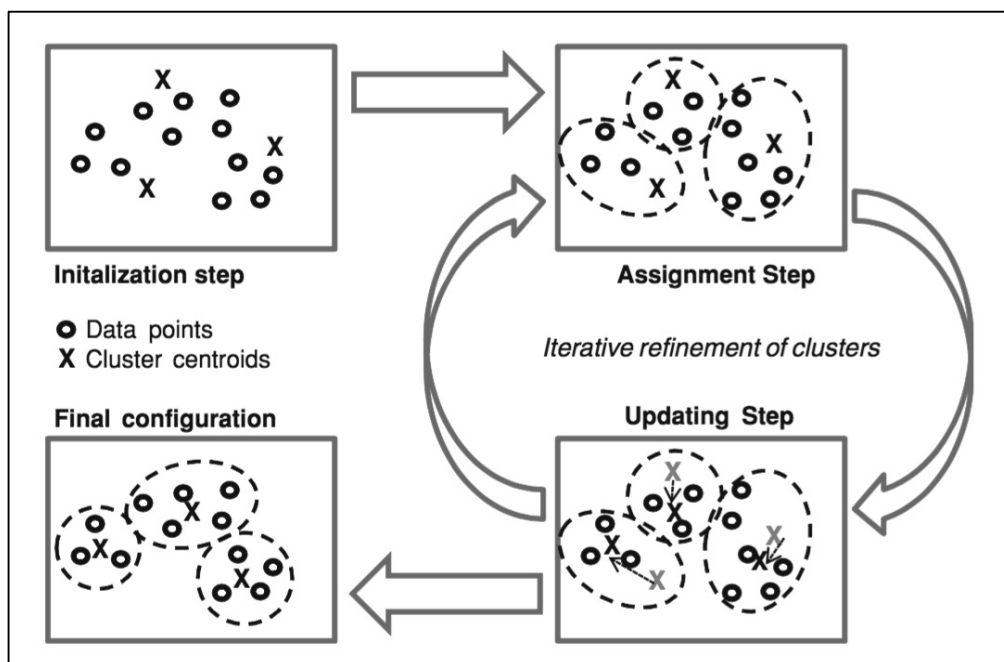 X
X
X
X
X
X
Initalization step
Assignment Step
O Data points
X Cluster centroids
Iterative refinement of clusters
Final configuration
Updating Step
X
X
X
X
X
X
X
X
X